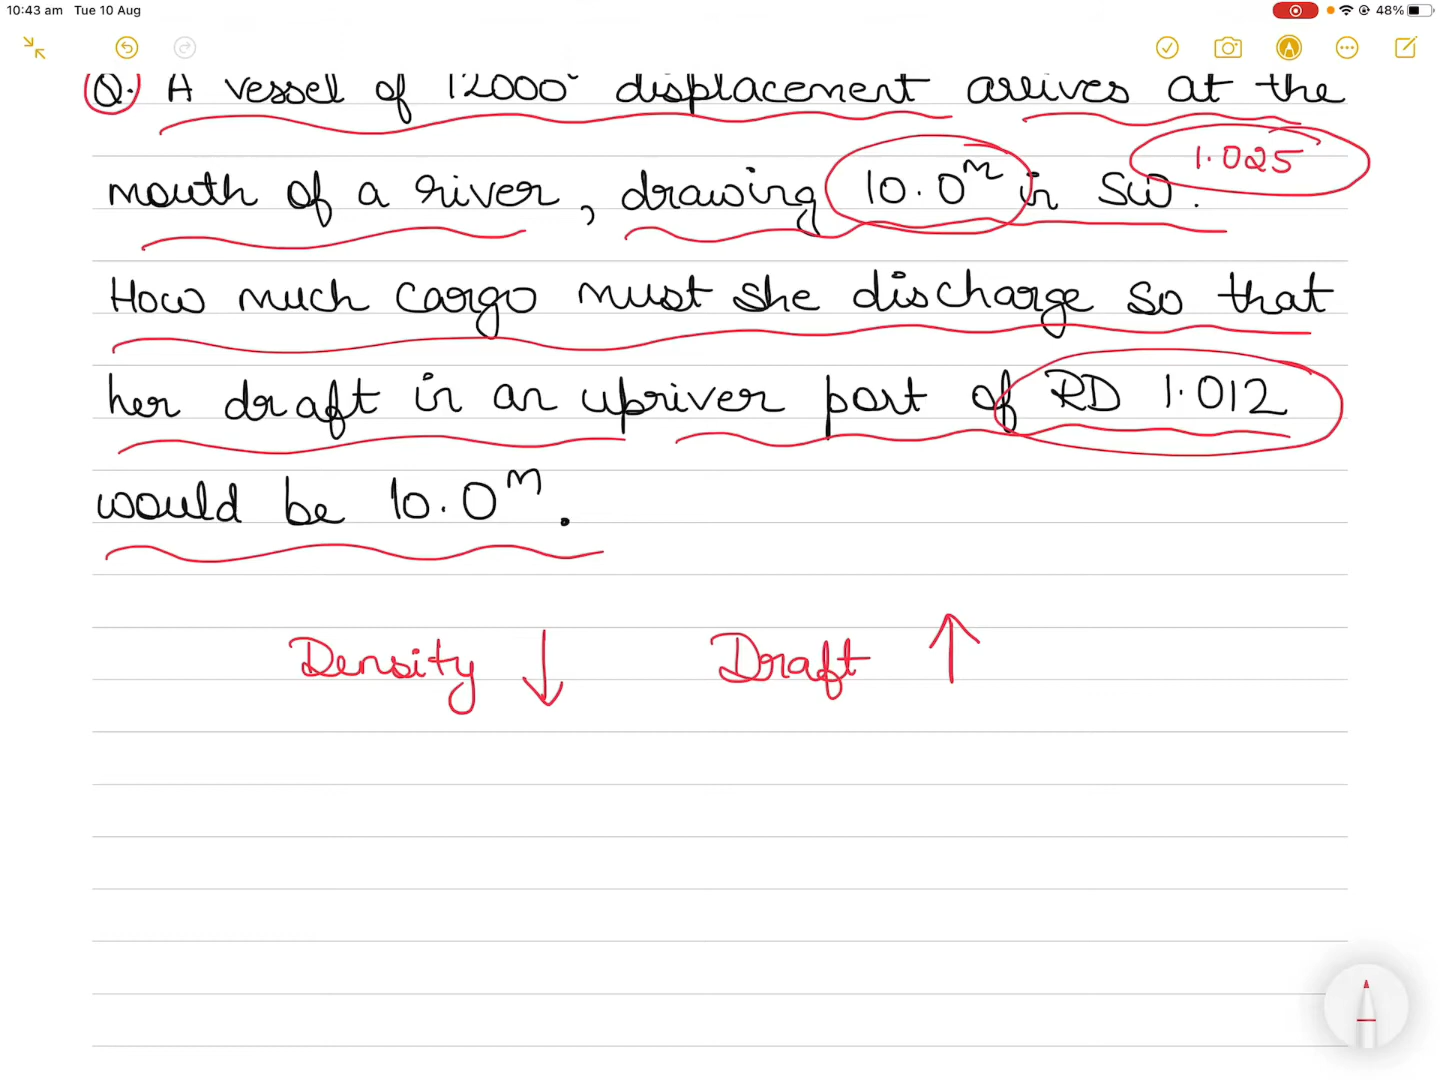 10:43 am Tue 10 Aug
48%
Q. A vessel of 12000t displacement arrives at the
1.025
mouth of a river, drawing 10.0m in SW.
How much cargo must she discharge so that
her draft in an upriver port of RD 1.012
would be 10.0m.
Density ↓ Draft ↑